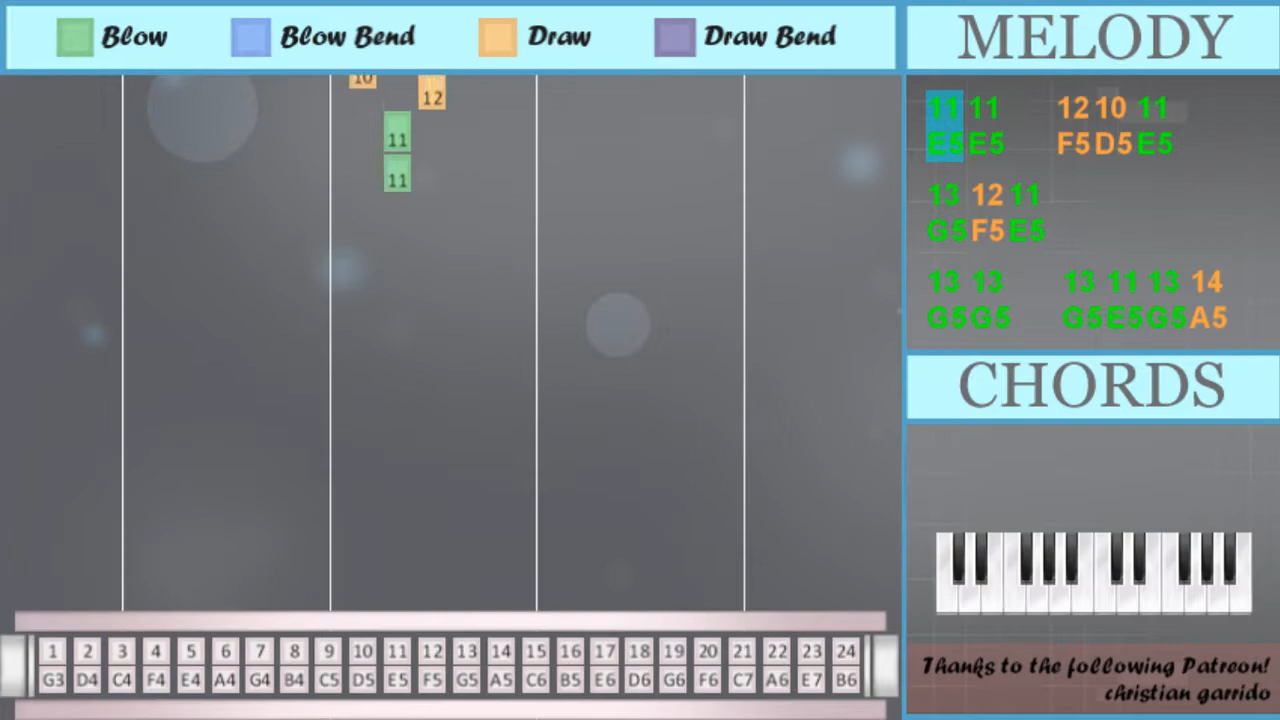 Blow Blow Bend Draw Draw Bend
MELODY
10
12
11
11
11 11 12 10 11
E5 E5 F5 D5 E5
13 12 11
G5 F5 E5
13 13 13 11 13 14
G5 G5 G5 E5 G5 A5
CHORDS
1 2 3 4 5 6 7 8 9 10 11 12 13 14 15 16 17 18 19 20 21 22 23 24
G3 D4 C4 F4 E4 A4 G4 B4 C5 D5 E5 F5 G5 A5 C6 B5 E6 D6 G6 F6 C7 A6 E7 B6
Thanks to the following Patreon!
christian garrido